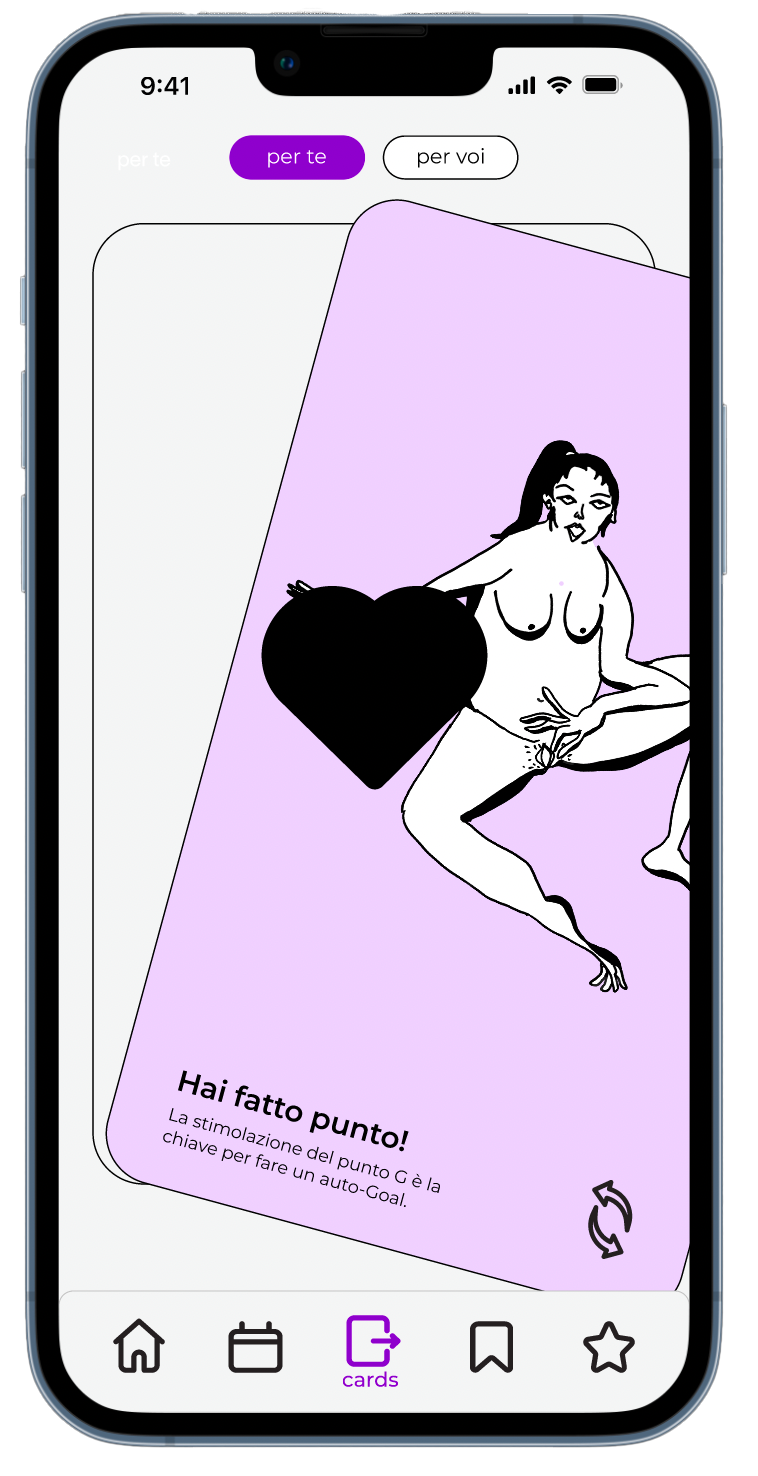 9:41
per te
per te
per voi
Hai fatto punto!
La stimolazione del punto G è la
chiave per fare un auto-Goal.
cards